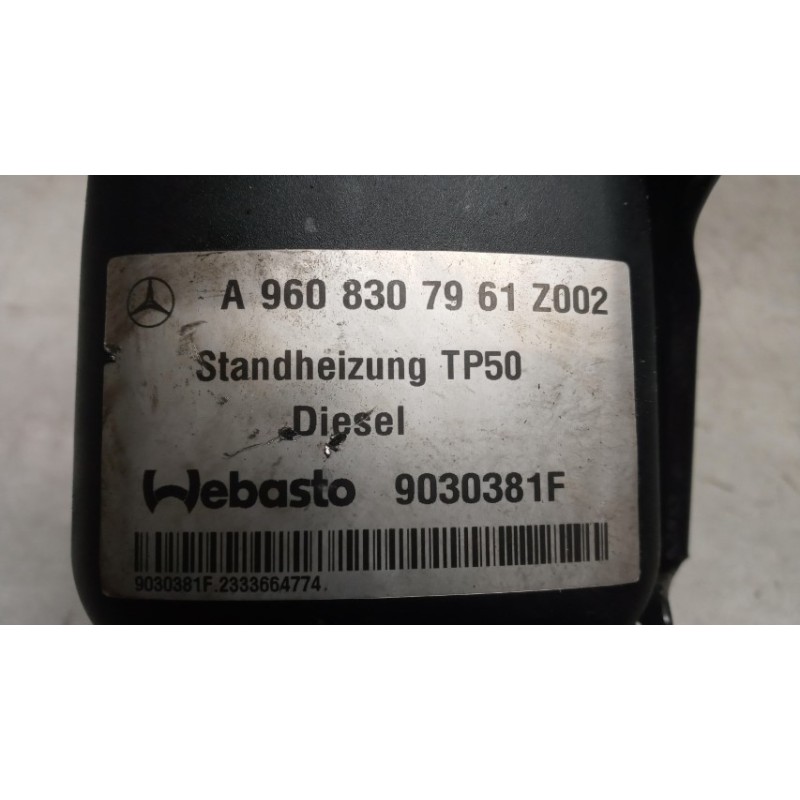 A 960 830 79 61 Z002
Standheizung TP50
Diesel
Webasto 9030381F
9030381F.2333664774.